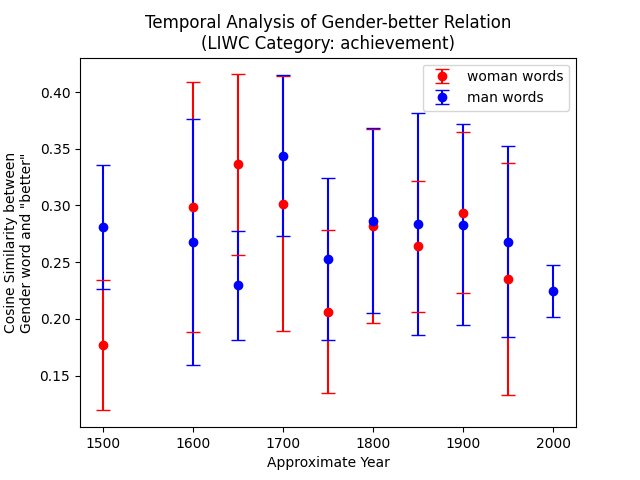 Temporal Analysis of Gender-better Relation
(LIWC Category: achievement)
woman words
man words
Cosine Similarity between
Gender word and "better"
0.40
0.35
0.30
0.25
0.20
0.15
1500 1600 1700 1800 1900 2000
Approximate Year